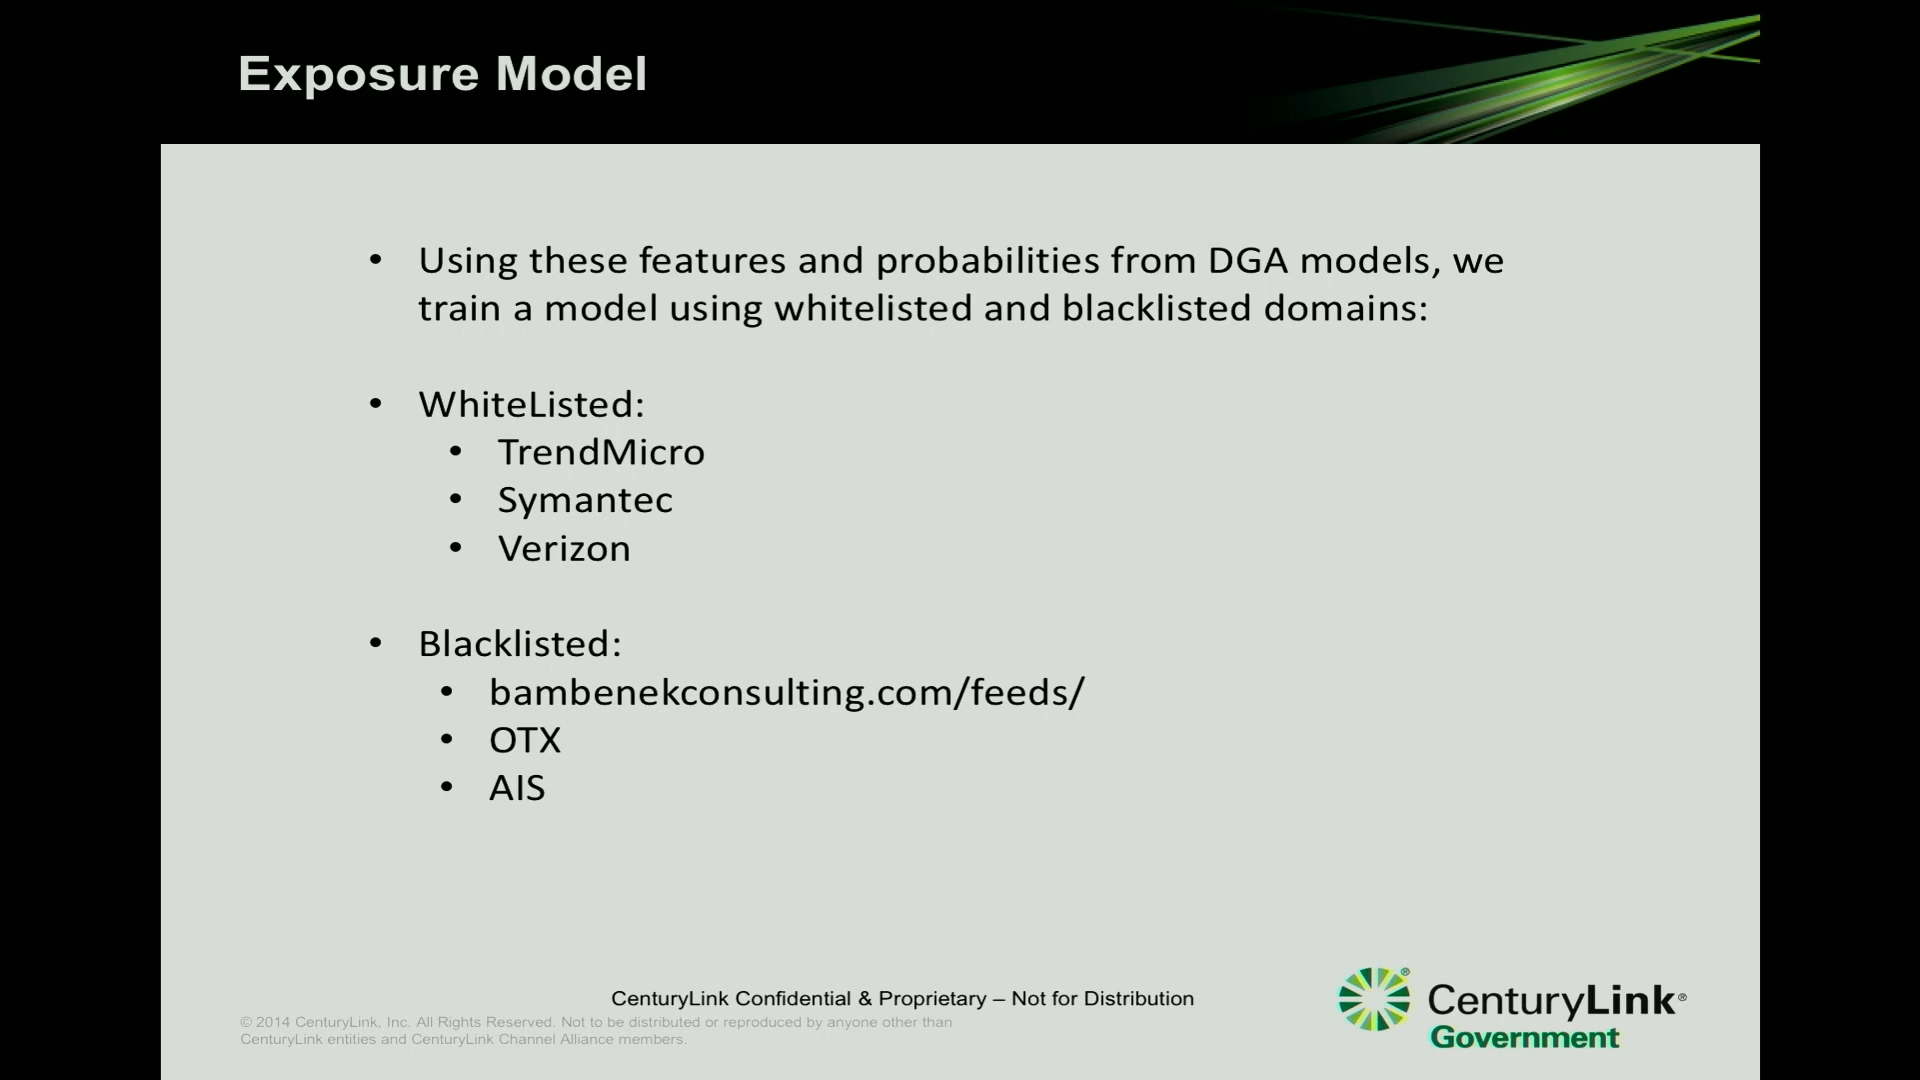 Exposure Model
• Using these features and probabilities from DGA models, we
train a model using whitelisted and blacklisted domains:
• WhiteListed:
• TrendMicro
• Symantec
• Verizon
• Blacklisted:
• bambenekconsulting.com/feeds/
• OTX
• AIS
CenturyLink Confidential & Proprietary – Not for Distribution
© 2014 CenturyLink, Inc. All Rights Reserved. Not to be distributed or reproduced by anyone other than
CenturyLink entities and CenturyLink Channel Alliance members.
CenturyLink®
Government